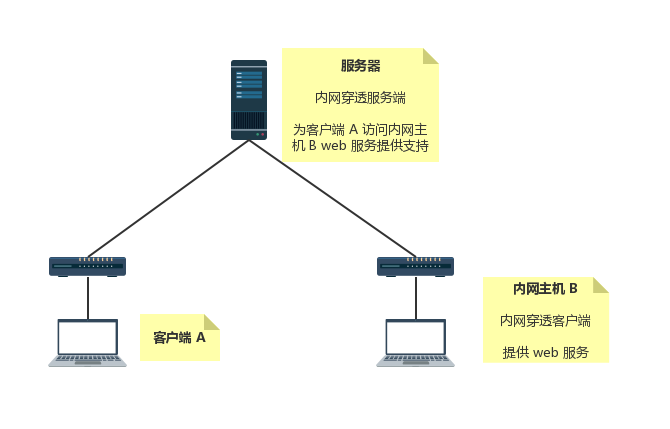 服务器
内网穿透服务端
为客户端 A 访问内网主
机 B web 服务提供支持
客户端 A
内网主机 B
内网穿透客户端
提供 web 服务